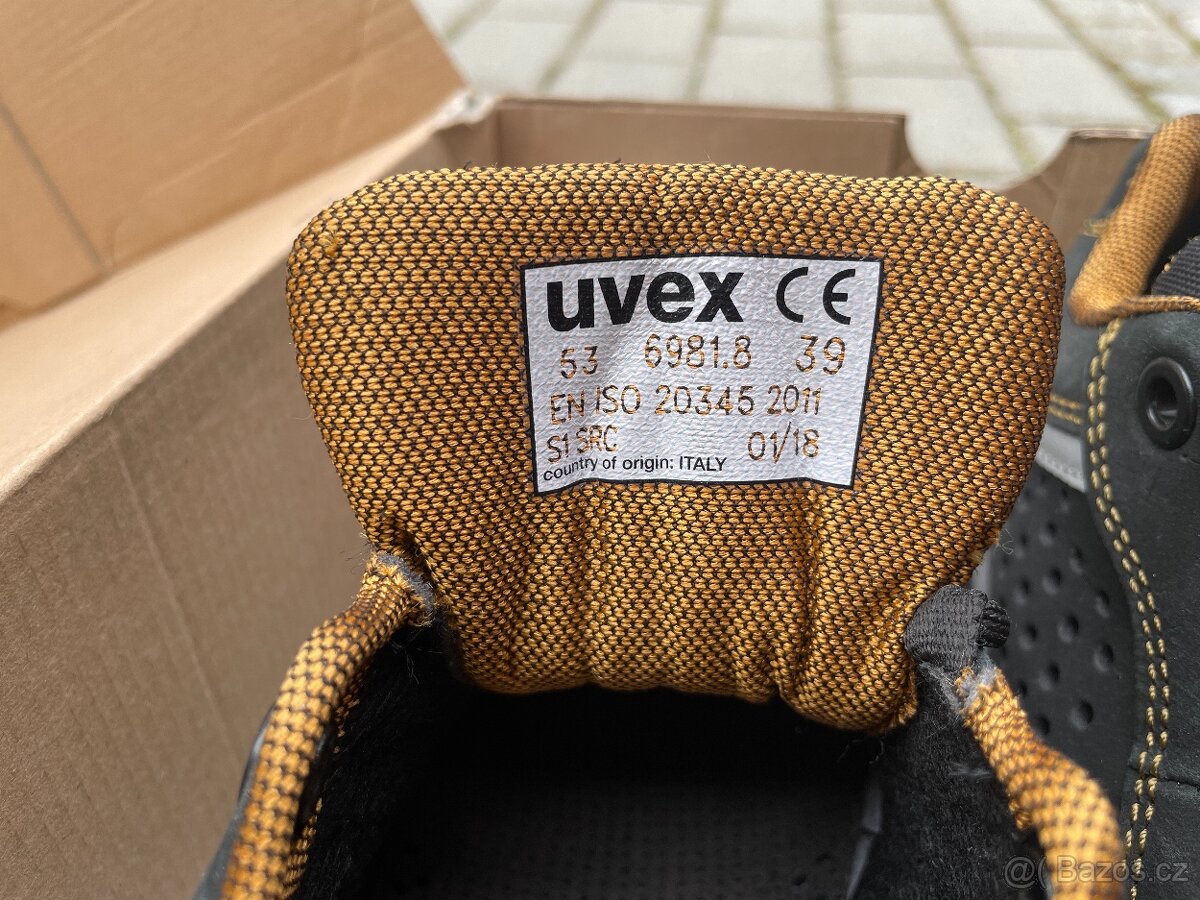 uvex CE
53 6981.8 39
EN ISO 20345 2011
S1 SRC 01/18
country of origin: ITALY
@ Bazos.cz